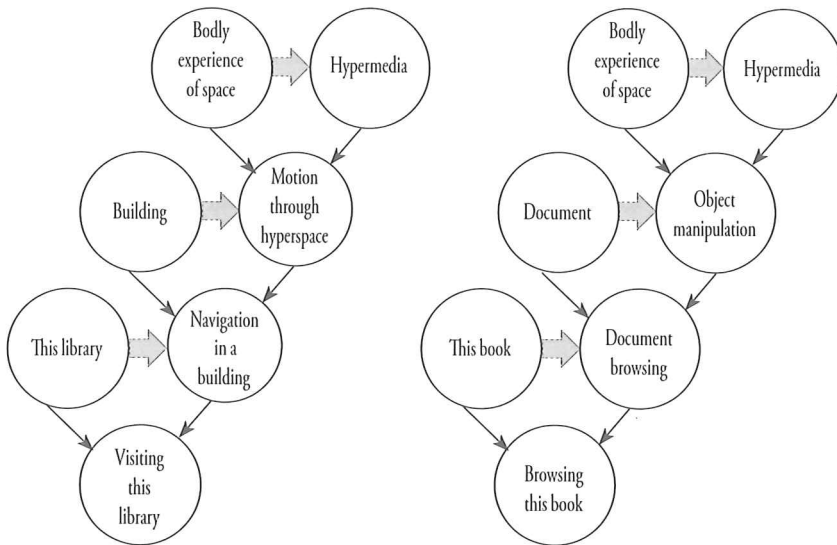 Bodly
experience
of space
Hypermedia
Building
Motion
through
hyperspace
This library
Navigation
in a
building
Visiting
this
library
Bodly
experience
of space
Hypermedia
Document
Object
manipulation
This book
Document
browsing
Browsing
this book